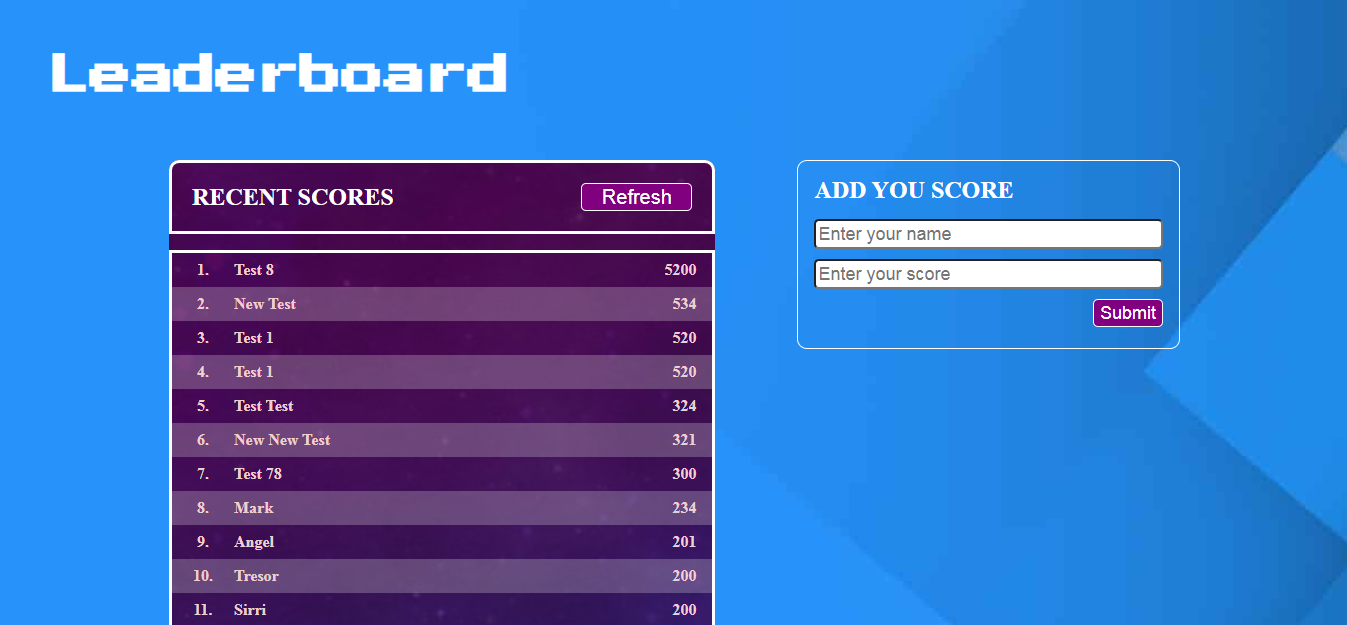 Leaderboard
RECENT SCORES
Refresh
1. Test 8 5200
2. New Test 534
3. Test 1 520
4. Test 1 520
5. Test Test 324
6. New New Test 321
7. Test 78 300
8. Mark 234
9. Angel 201
10. Tresor 200
11. Sirri 200
ADD YOU SCORE
Enter your name
Enter your score
Submit